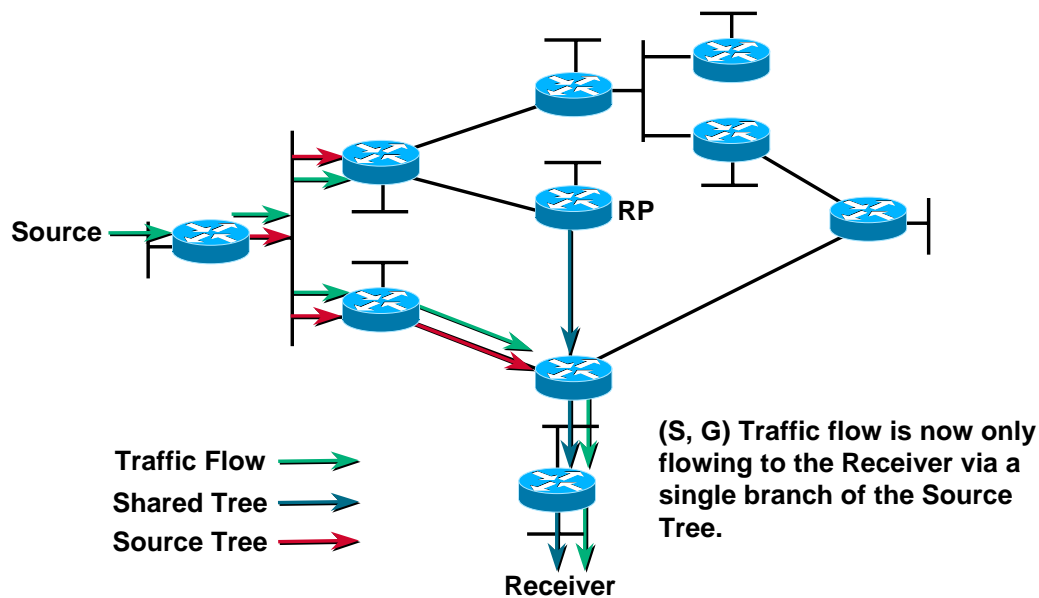 RP
Source
(S, G) Traffic flow is now only
flowing to the Receiver via a
single branch of the Source
Tree.
Traffic Flow
Shared Tree
Source Tree
Receiver